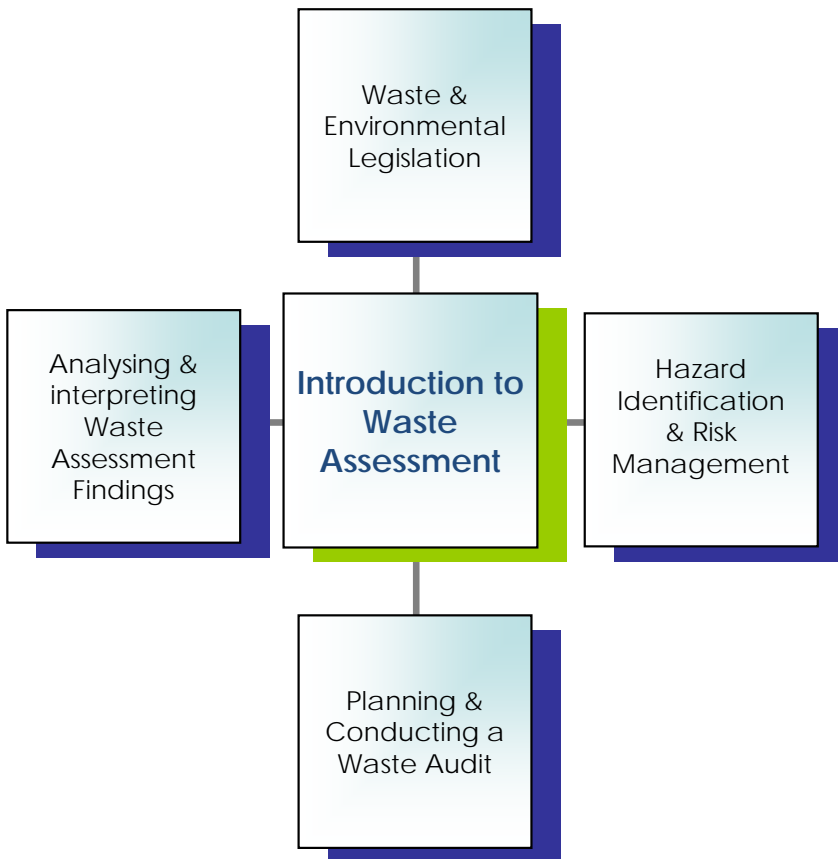 Waste &
Environmental
Legislation
Analysing &
interpreting
Waste
Assessment
Findings
Introduction to
Waste
Assessment
Hazard
Identification
& Risk
Management
Planning &
Conducting a
Waste Audit